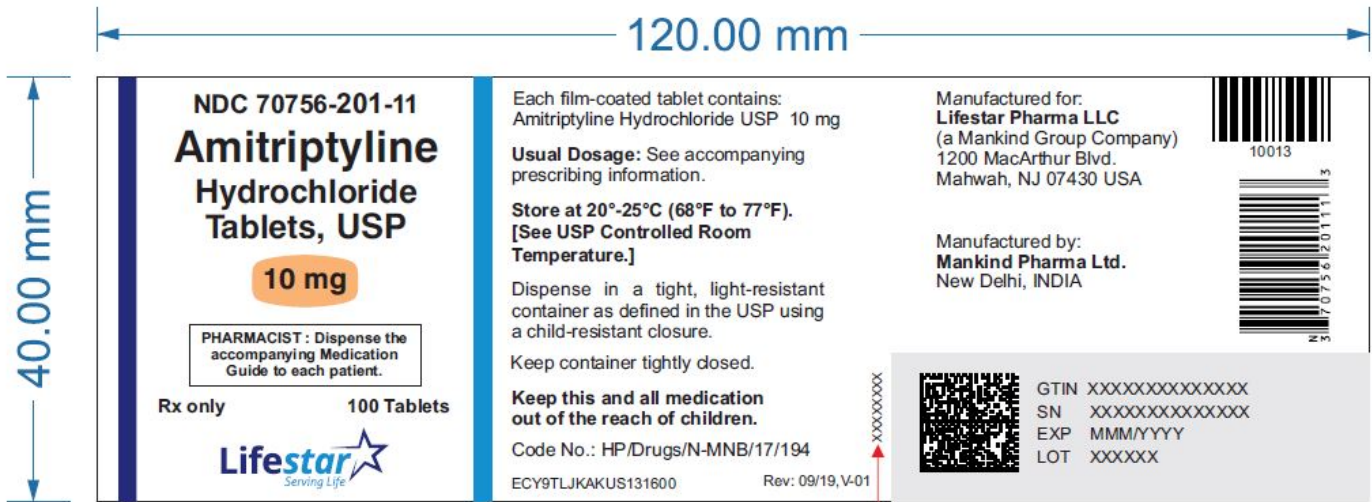 120.00 mm
40.00 mm
NDC 70756-201-11
Amitriptyline
Hydrochloride
Tablets, USP
10 mg
PHARMACIST : Dispense the
accompanying Medication
Guide to each patient.
Rx only 100 Tablets
Lifestar
Serving Life
Each film-coated tablet contains:
Amitriptyline Hydrochloride USP 10 mg
Usual Dosage: See accompanying
prescribing information.
Store at 20°-25°C (68°F to 77°F).
[See USP Controlled Room
Temperature.]
Dispense in a tight, light-resistant
container as defined in the USP using
a child-resistant closure.
Keep container tightly closed.
Keep this and all medication
out of the reach of children.
Code No.: HP/Drugs/N-MNB/17/194
ECY9TLJKAKUS131600 Rev: 09/19,V-01
XXXXXXXX
Manufactured for:
Lifestar Pharma LLC
(a Mankind Group Company)
1200 MacArthur Blvd.
Mahwah, NJ 07430 USA
Manufactured by:
Mankind Pharma Ltd.
New Delhi, INDIA
10013
N
3 70756 20111 3
GTIN XXXXXXXXXXXXXX
SN XXXXXXXXXXXXXX
EXP MMM/YYYY
LOT XXXXXX